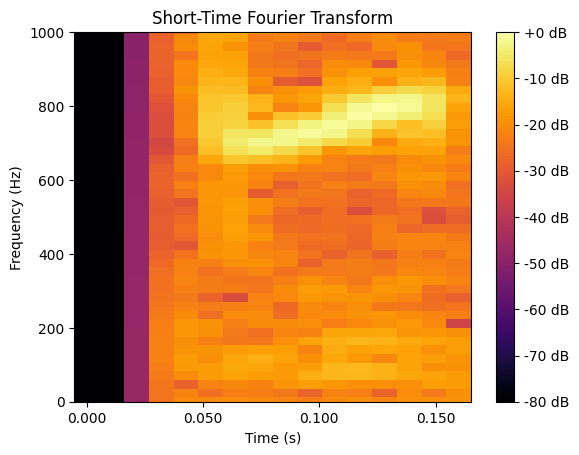 Short-Time Fourier Transform
1000
800
600
400
200
0
Frequency (Hz)
0.000
0.050
0.100
0.150
Time (s)
+0 dB
-10 dB
-20 dB
-30 dB
-40 dB
-50 dB
-60 dB
-70 dB
-80 dB